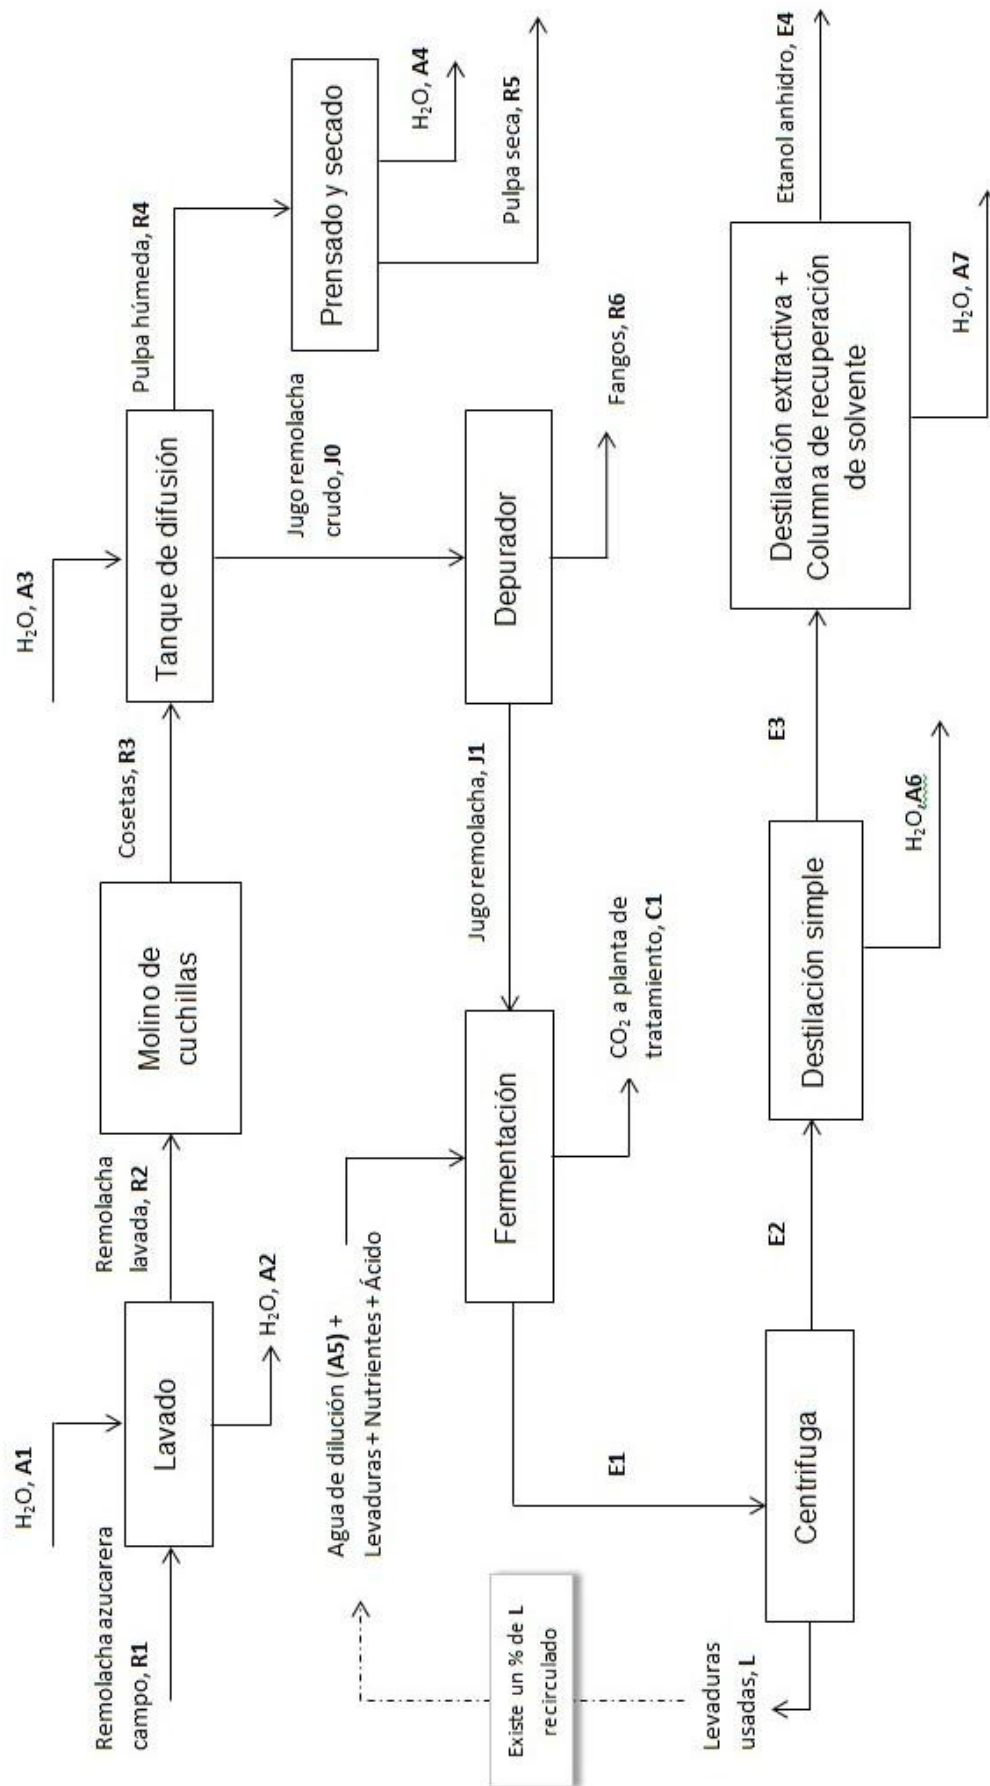 H₂O, A1
Remolacha azucarera
campo, R1
Lavado
H₂O, A2
Remolacha
lavada, R2
Molino de
cuchillas
Cosetas, R3
H₂O, A3
Tanque de difusión
Pulpa húmeda, R4
Prensado y secado
H₂O, A4
Pulpa seca, R5
Jugo remolacha
crudo, J0
Depurador
Fangos, R6
Jugo remolacha, J1
Agua de dilución (A5) +
Levaduras + Nutrientes + Ácido
Fermentación
CO₂ a planta de
tratamiento, C1
E1
Existe un % de L
recirculado
Levaduras
usadas, L
Centrifuga
E2
Destilación simple
H₂O,A6
E3
Destilación extractiva +
Columna de recuperación
de solvente
Etanol anhidro, E4
H₂O, A7